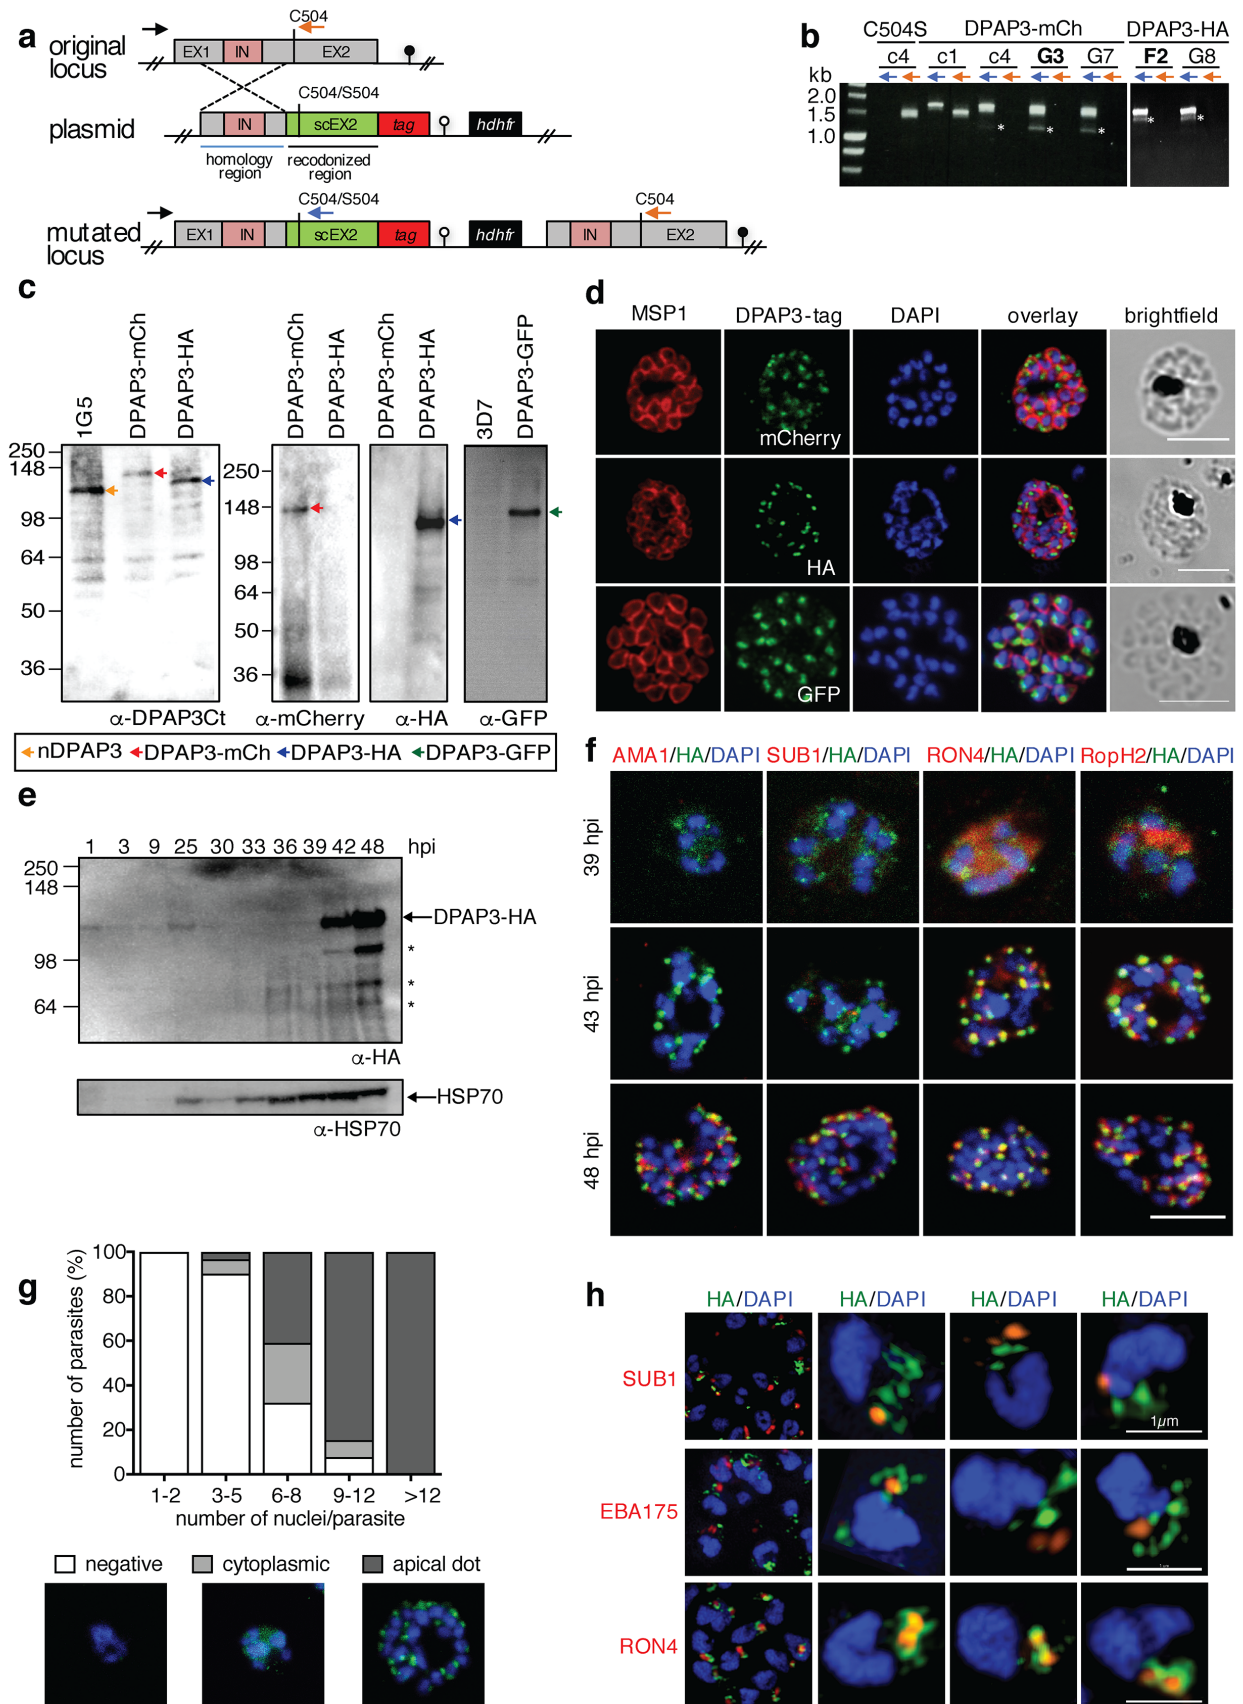 a
original
locus
C504
EX1 IN EX2
C504/S504
plasmid
IN scEX2 tag hdhfr
homology
region
recodonized
region
C504/S504 C504
mutated
locus
EX1 IN scEX2 tag hdhfr IN EX2
b
C504S DPAP3-mCh DPAP3-HA
c4 c1 c4 G3 G7 F2 G8
kb
2.0
1.5
1.0
* * * * *
c
1G5 DPAP3-mCh DPAP3-HA
DPAP3-mCh DPAP3-HA
DPAP3-mCh DPAP3-HA
3D7 DPAP3-GFP
250
148
98
64
50
36
250
148
98
64
50
36
α-DPAP3Ct α-mCherry α-HA α-GFP
nDPAP3 DPAP3-mCh DPAP3-HA DPAP3-GFP
d
MSP1 DPAP3-tag DAPI overlay brightfield
mCherry
HA
GFP
e
1 3 9 25 30 33 36 39 42 48 hpi
250
148
98
64
DPAP3-HA
*
*
*
α-HA
HSP70
α-HSP70
f
AMA1/HA/DAPI SUB1/HA/DAPI RON4/HA/DAPI RopH2/HA/DAPI
39 hpi
43 hpi
48 hpi
g
number of parasites (%)
100
80
60
40
20
0
1-2 3-5 6-8 9-12 >12
number of nuclei/parasite
negative cytoplasmic apical dot
h
HA/DAPI HA/DAPI HA/DAPI HA/DAPI
SUB1
1µm
EBA175
RON4